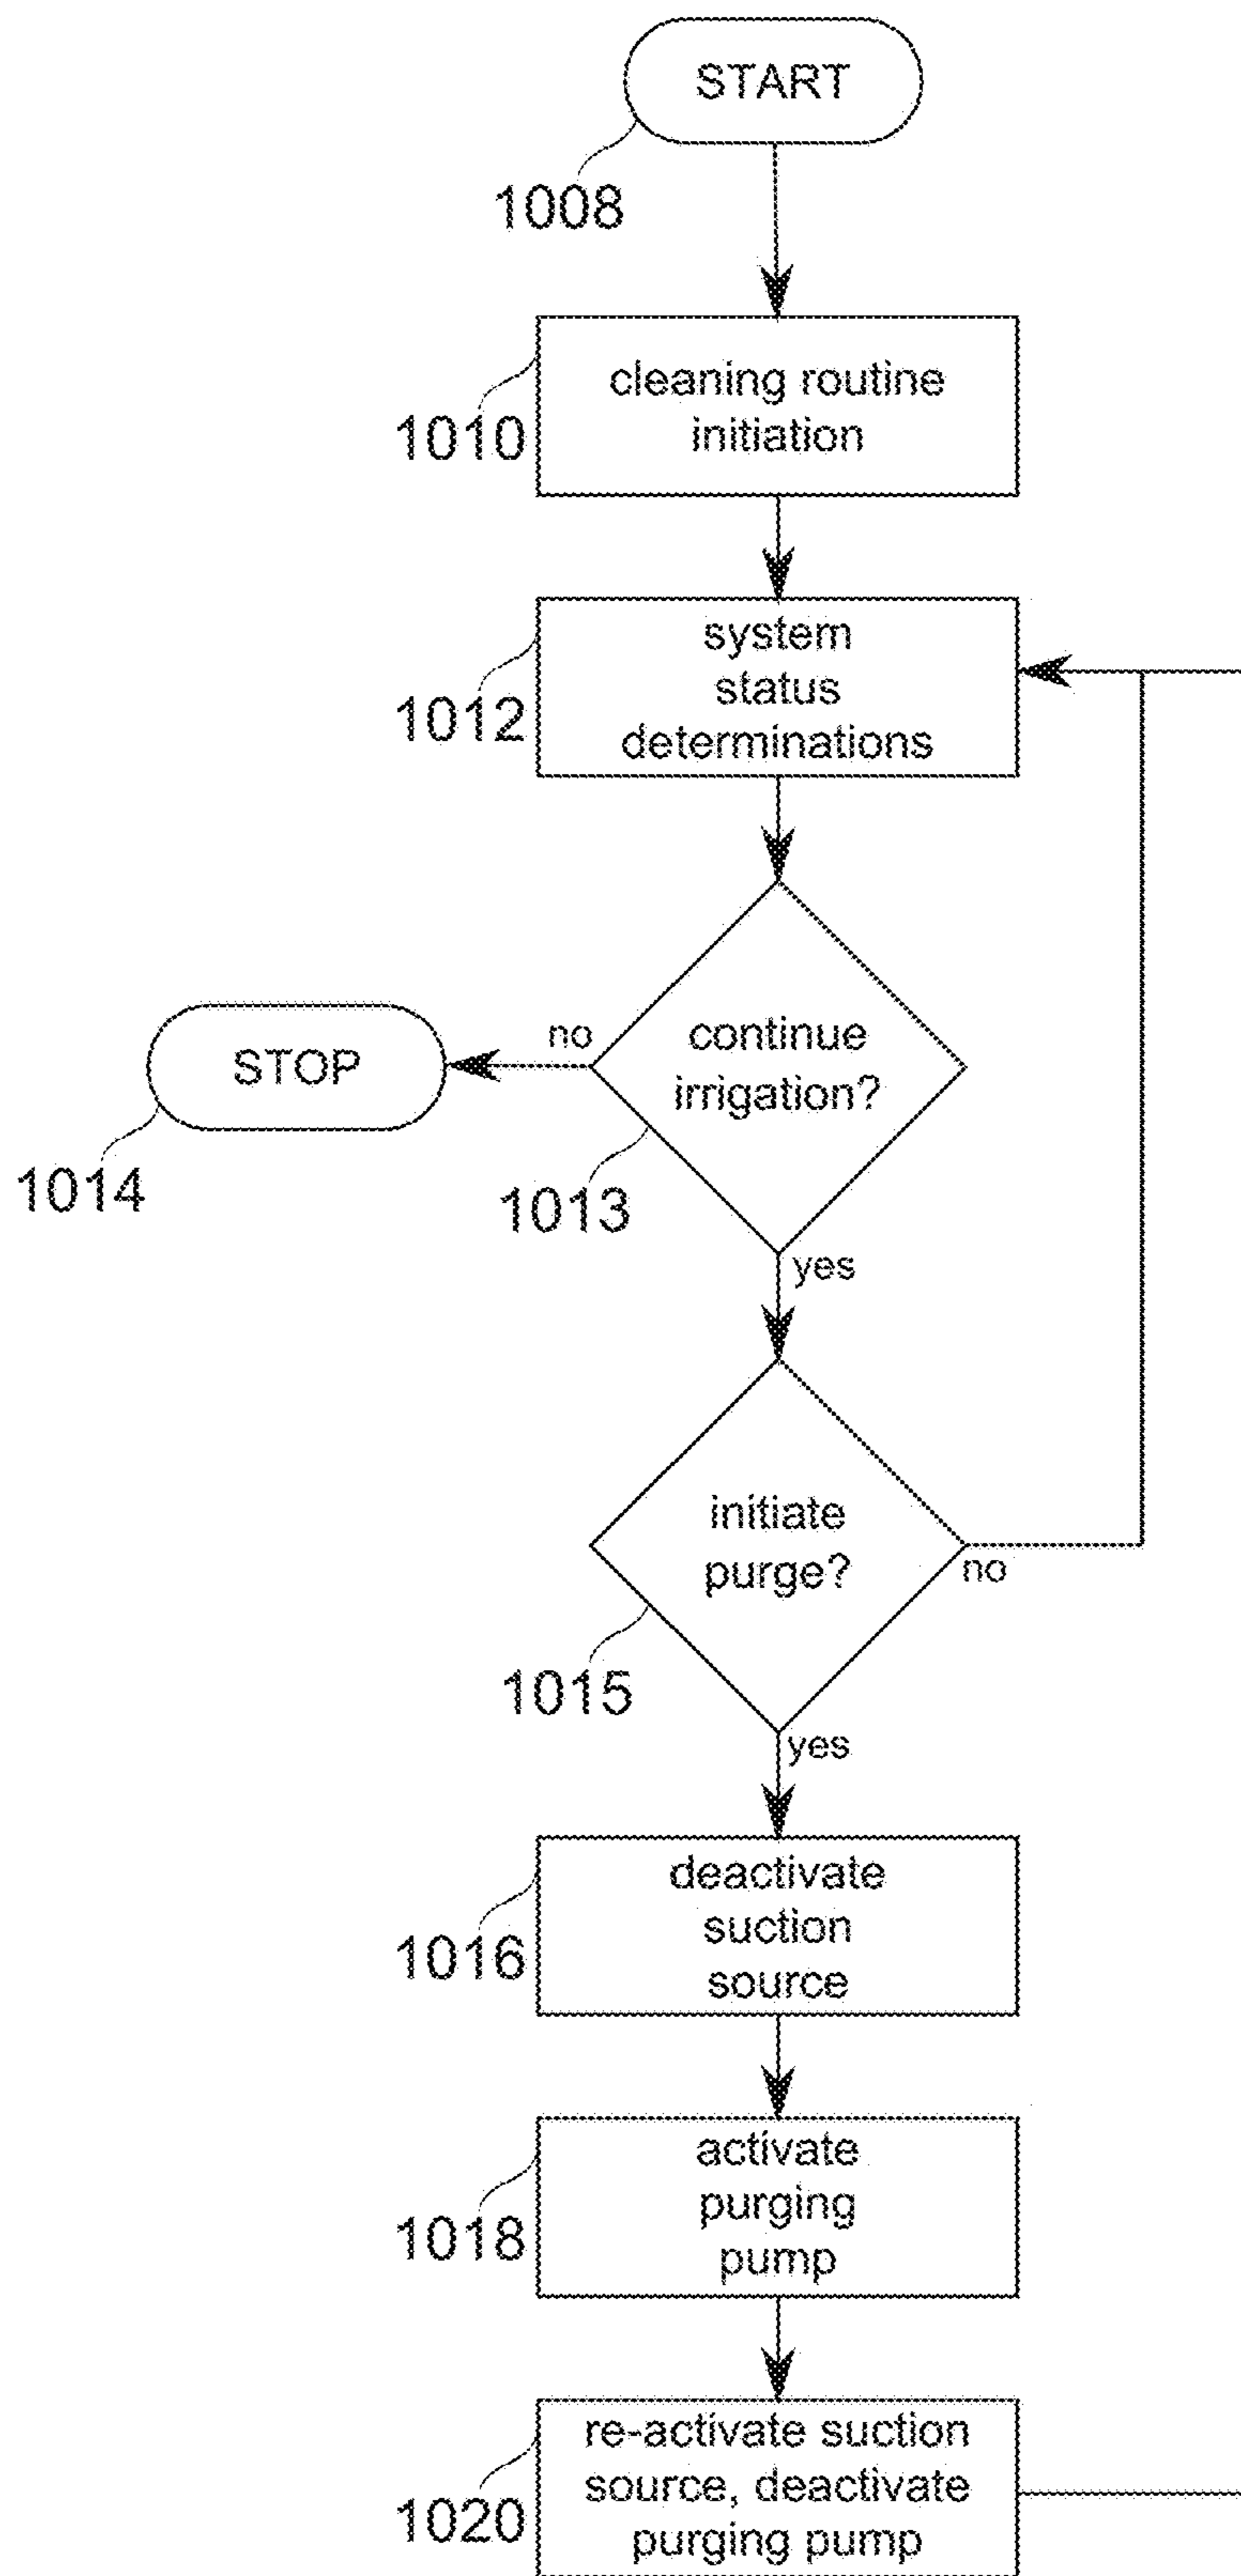 START
1008
cleaning routine
initiation
1010
system
status
determinations
1012
continue
irrigation?
no
STOP
1014
1013
yes
initiate
purge?
no
1015
yes
deactivate
suction
source
1016
activate
purging
pump
1018
re-activate suction
source, deactivate
purging pump
1020